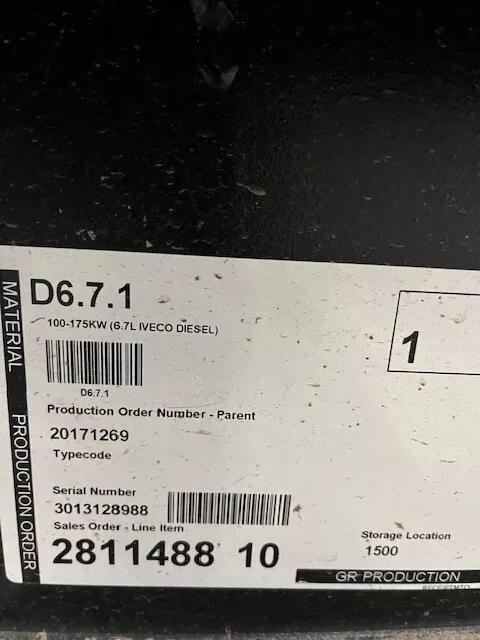 MATERIAL
D6.7.1
100-175KW (6.7L IVECO DIESEL)
1
D6.7.1
PRODUCTION ORDER
Production Order Number - Parent
20171269
Typecode
Serial Number
3013128988
Sales Order - Line Item
2811488 10
Storage Location
1500
GR PRODUCTION